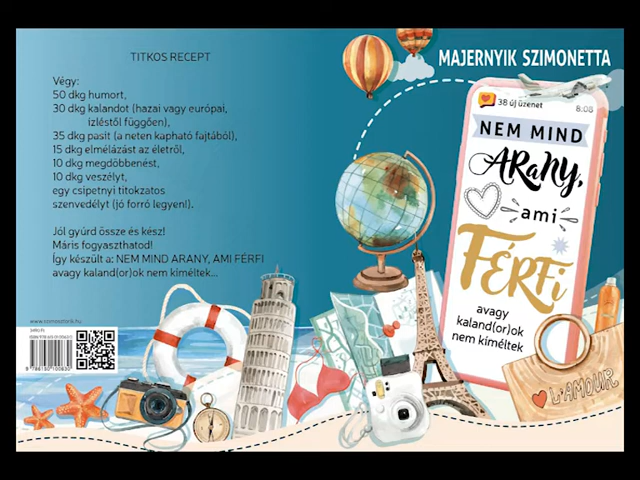 TITKOS RECEPT
Végy:
50 dkg humort,
30 dkg kalandot (hazai vagy európai,
ízléstől függően),
35 dkg pasit (a neten kapható fajtából),
15 dkg elmélázást az életről,
10 dkg megdöbbenést,
10 dkg veszélyt,
egy csipetnyi titokzatos
szenvedélyt (jó forró legyen!).
Jól gyúrd össze és kész!
Máris fogyaszthatod!
Így készült a: NEM MIND ARANY, AMI FÉRFI
avagy kaland(or)ok nem kíméltek...
MAJERNYIK SZIMONETTA
38 új üzenet
8:08
NEM MIND
ARANY,
ami
FÉRFI
avagy
kaland(or)ok
nem kíméltek
L'AMOUR